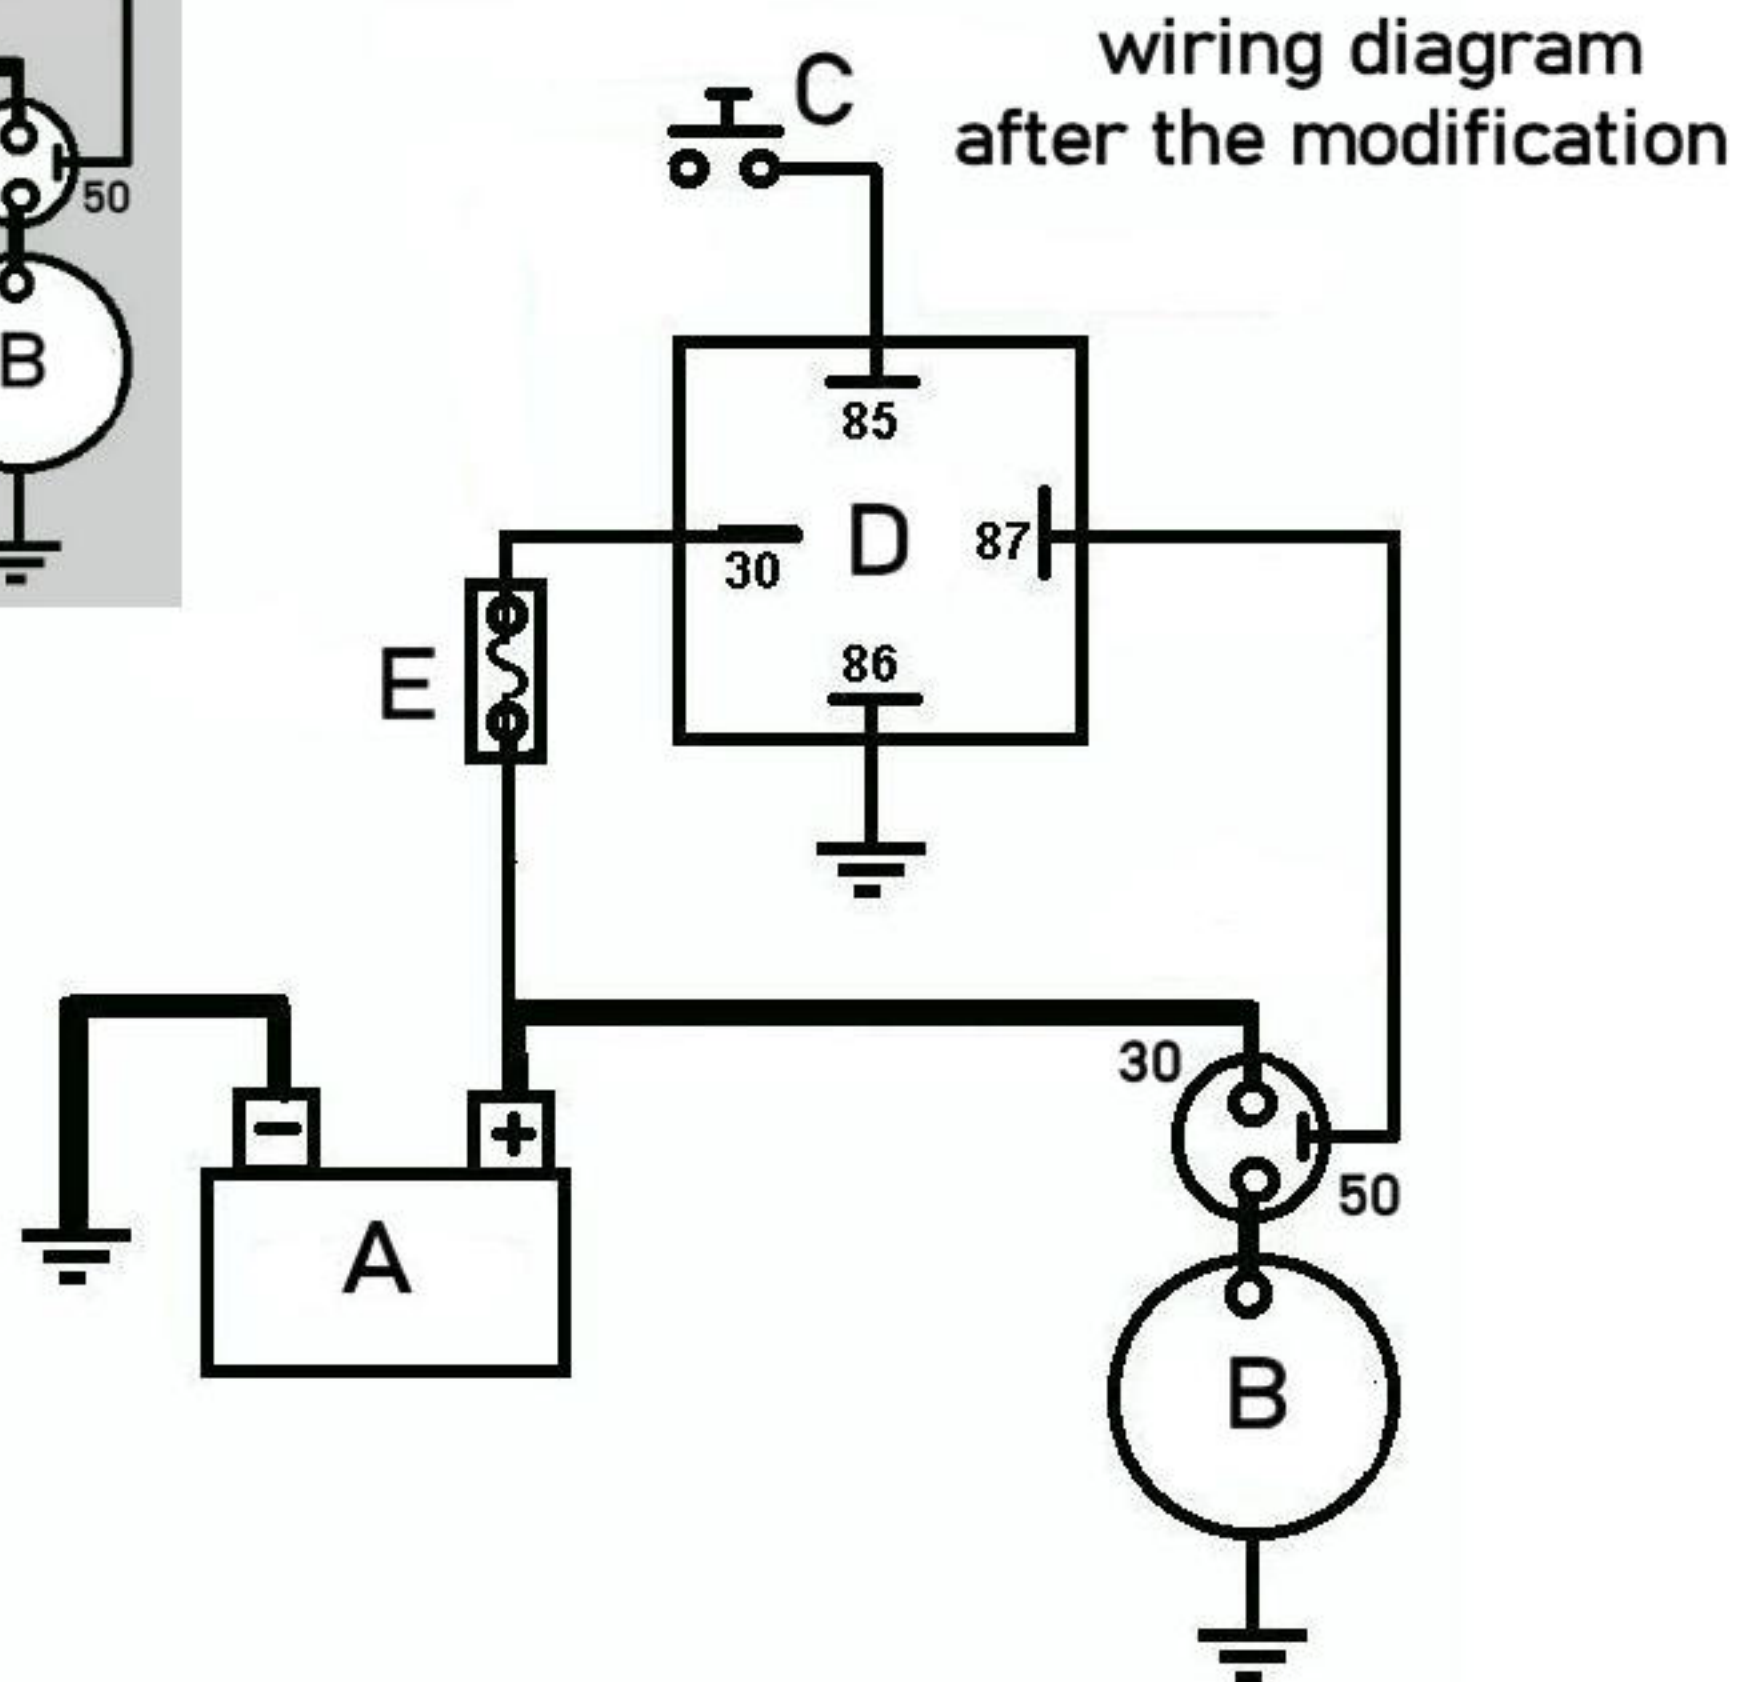 wiring diagram
after the modification
C
50
B
85
D
87
30
86
E
30
50
-
+
A
B